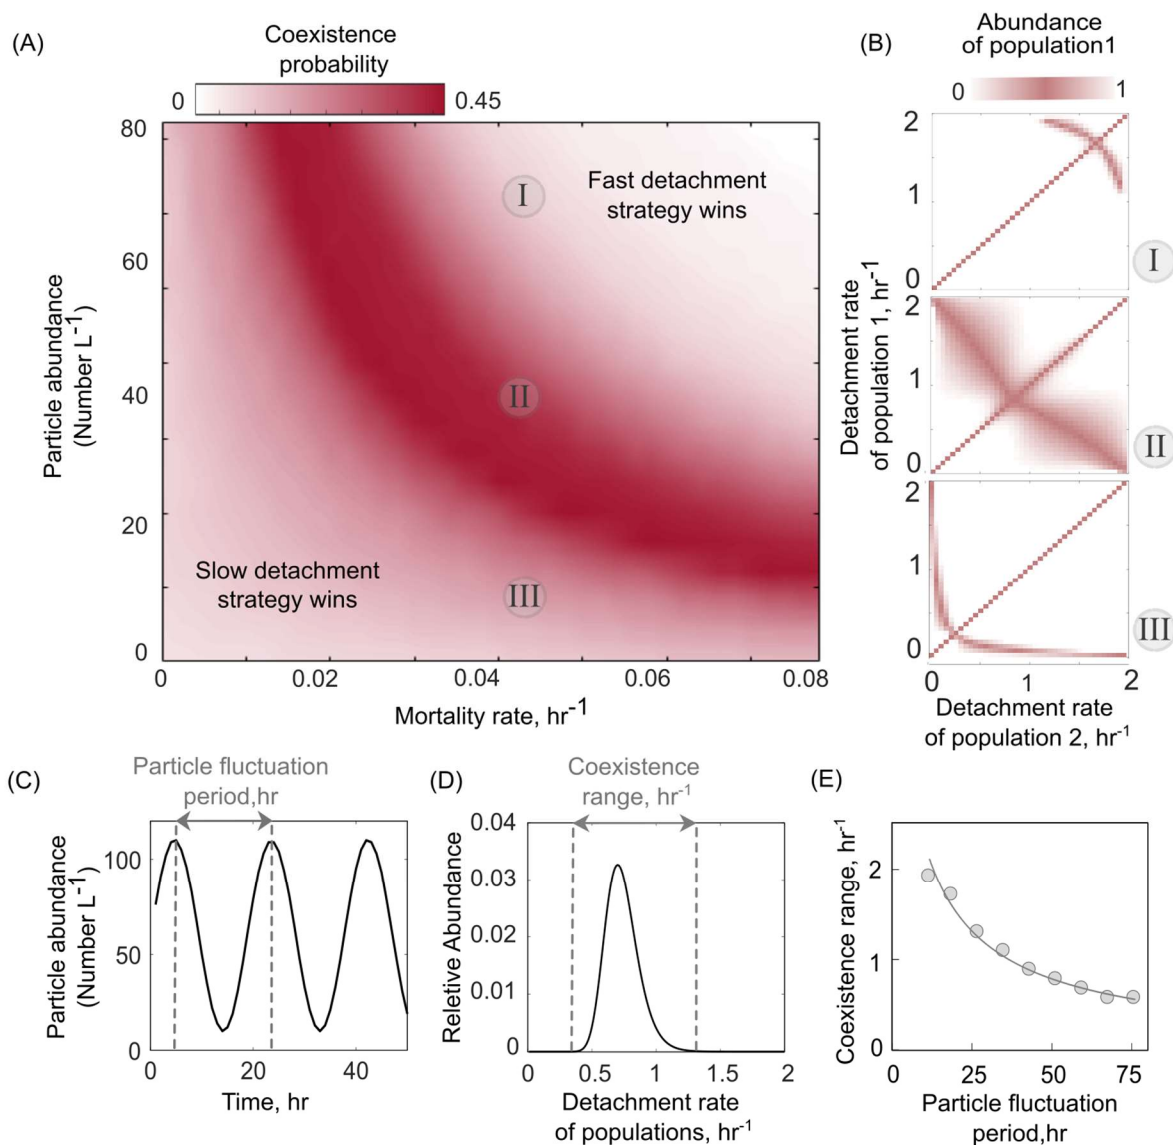 (A)
Coexistence
probability
0
0.45
80
60
40
20
0
Particle abundance
(Number L-1)
I
Fast detachment
strategy wins
II
Slow detachment
strategy wins
III
0
0.02
0.04
0.06
0.08
Mortality rate, hr-1
(B)
Abundance
of population1
0
1
2
1
0
I
2
1
0
II
2
1
0
III
Detachment rate
of population 1, hr-1
0
1
2
Detachment rate
of population 2, hr-1
(C)
Particle fluctuation
period,hr
100
50
0
Particle abundance
(Number L-1)
0
20
40
Time, hr
(D)
Coexistence
range, hr-1
0.04
0.03
0.02
0.01
0
Reletive Abundance
0
0.5
1
1.5
2
Detachment rate
of populations, hr-1
(E)
2
1
0
Coexistence range, hr-1
0
25
50
75
Particle fluctuation
period,hr